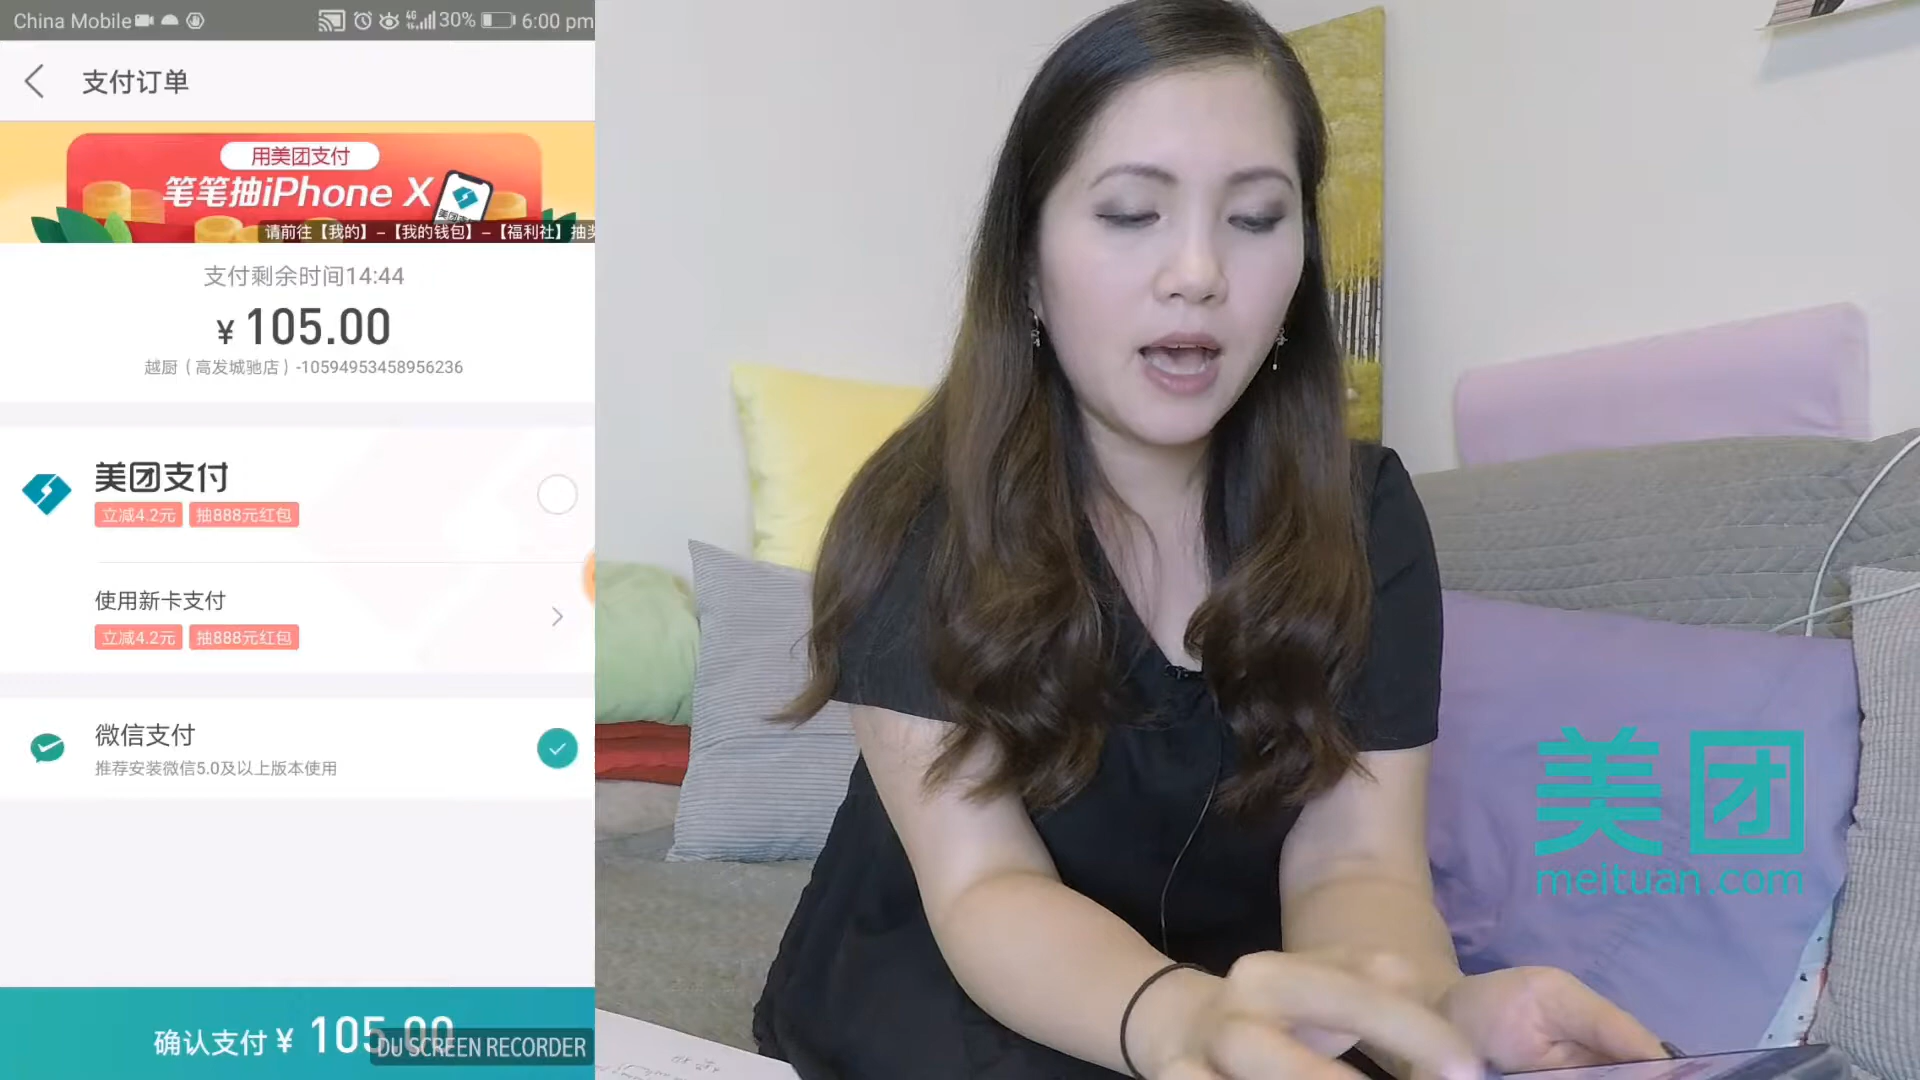 China Mobile 4G 30% 6:00 pm
支付订单
用美团支付
笔笔抽iPhone X
请前往【我的】–【我的钱包】–【福利社】抽奖
支付剩余时间14:44
¥ 105.00
越厨（高发城驰店）-10594953458956236
美团支付
立减4.2元 抽888元红包
使用新卡支付
立减4.2元 抽888元红包
微信支付
推荐安装微信5.0及以上版本使用
确认支付 ¥ 105.00
DU SCREEN RECORDER
美团
meituan.com